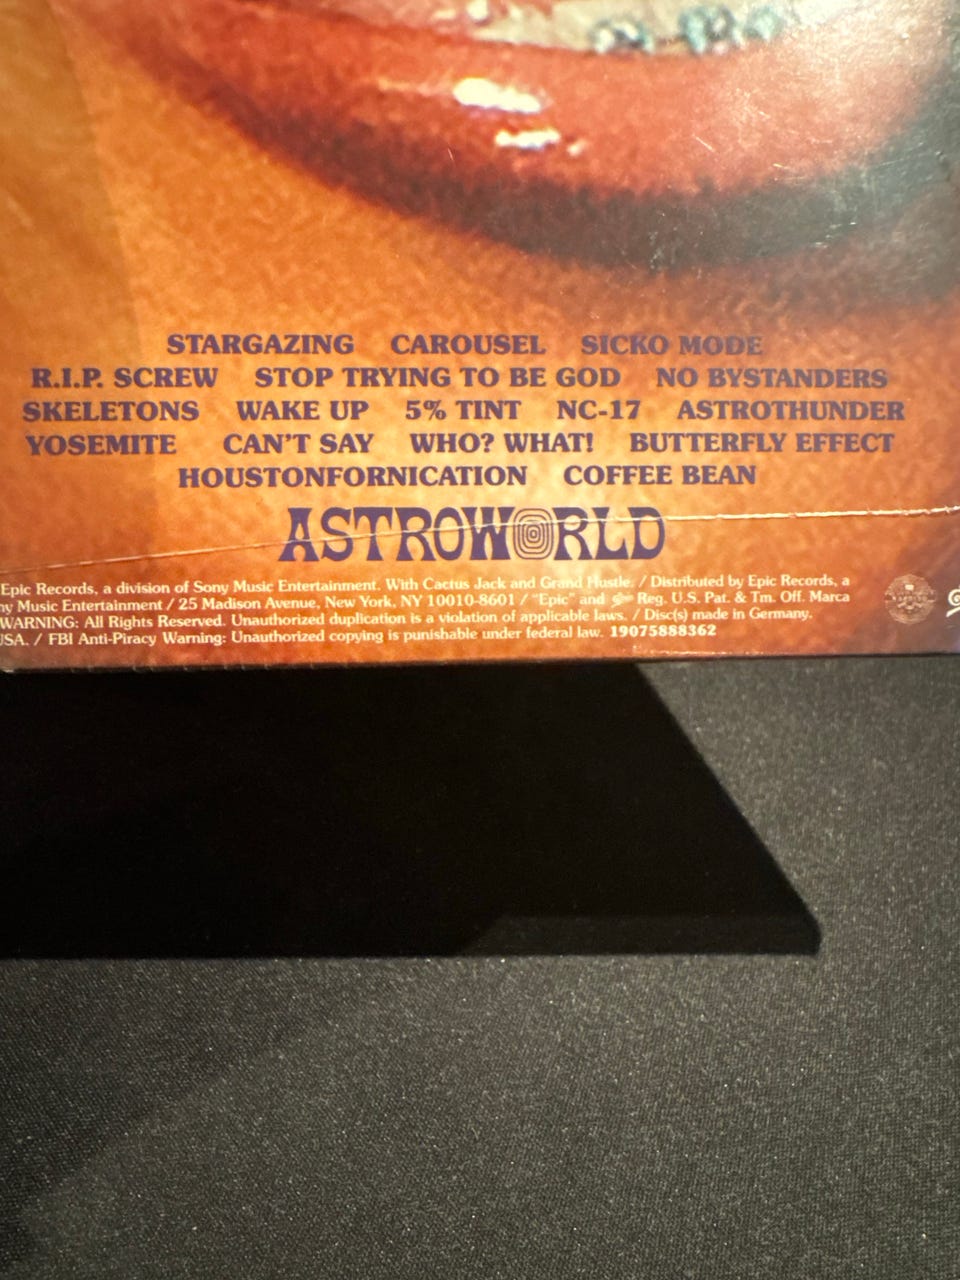 STARGAZING CAROUSEL SICKO MODE
R.I.P. SCREW STOP TRYING TO BE GOD NO BYSTANDERS
SKELETONS WAKE UP 5% TINT NC-17 ASTROTHUNDER
YOSEMITE CAN'T SAY WHO? WHAT! BUTTERFLY EFFECT
HOUSTONFORNICATION COFFEE BEAN
ASTROWORLD
Epic Records, a division of Sony Music Entertainment. With Cactus Jack and Grand Hustle. / Distributed by Epic Records, a
Music Entertainment / 25 Madison Avenue, New York, NY 10010-8601 / "Epic" and Reg. U.S. Pat. & Tm. Off. Marca
WARNING: All Rights Reserved. Unauthorized duplication is a violation of applicable laws. / Disc(s) made in Germany.
USA. / FBI Anti-Piracy Warning: Unauthorized copying is punishable under federal law. 19075888362